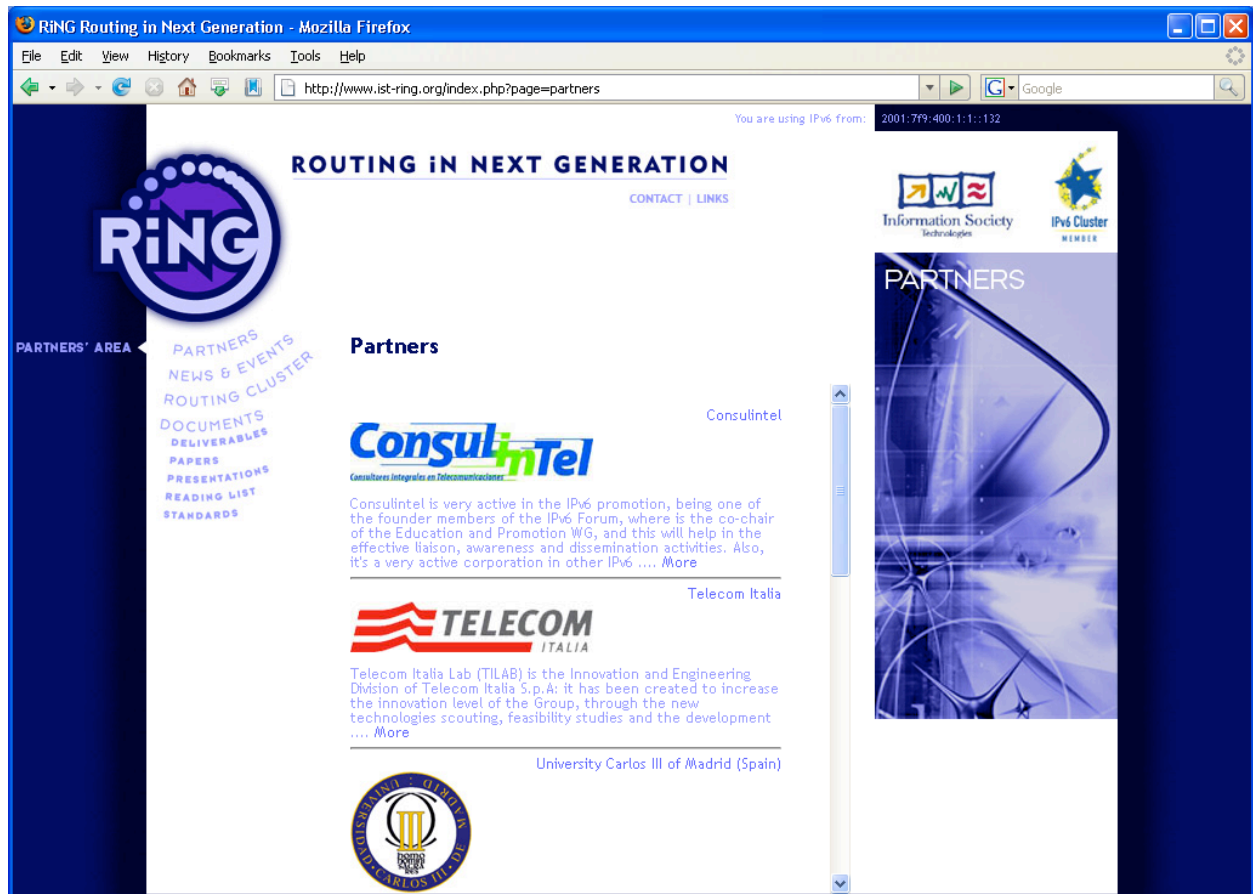 RiNG Routing in Next Generation - Mozilla Firefox
File Edit View History Bookmarks Tools Help
http://www.ist-ring.org/index.php?page=partners
G Google
You are using IPv6 from: 2001:7f9:400:1:1::132
ROUTING iN NEXT GENERATION
CONTACT | LINKS
RiNG
Information Society
Technologies
IPv6 Cluster
MEMBER
PARTNERS
PARTNERS' AREA
PARTNERS
NEWS & EVENTS
ROUTING CLUSTER
DOCUMENTS
DELIVERABLES
PAPERS
PRESENTATIONS
READING LIST
STANDARDS
Partners
Consulintel
ConsulinTel
Consultores Integrales en Telecomunicaciones
Consulintel is very active in the IPv6 promotion, being one of
the founder members of the IPv6 Forum, where is the co-chair
of the Education and Promotion WG, and this will help in the
effective liaison, awareness and dissemination activities. Also,
it's a very active corporation in other IPv6 .... More
Telecom Italia
TELECOM
ITALIA
Telecom Italia Lab (TILAB) is the Innovation and Engineering
Division of Telecom Italia S.p.A: it has been created to increase
the innovation level of the Group, through the new
technologies scouting, feasibility studies and the development
.... More
University Carlos III of Madrid (Spain)
UNIVERSIDAD · CARLOS III · DE MADRID